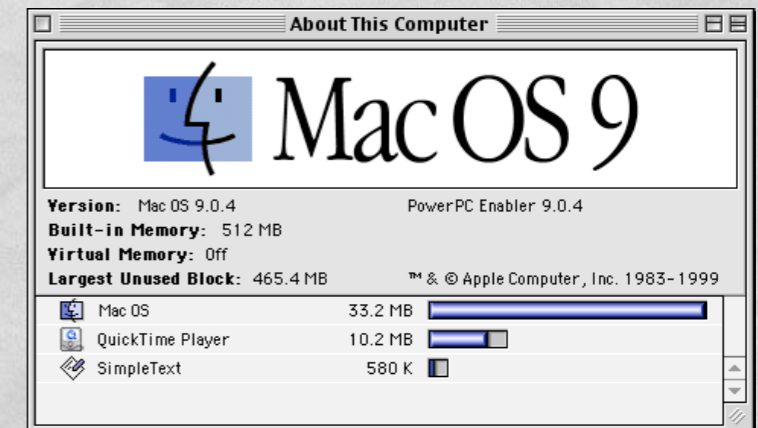 About This Computer
Mac OS 9
Version: Mac OS 9.0.4 PowerPC Enabler 9.0.4
Built-in Memory: 512 MB
Virtual Memory: Off
Largest Unused Block: 465.4 MB ™ & © Apple Computer, Inc. 1983-1999
Mac OS 33.2 MB
QuickTime Player 10.2 MB
SimpleText 580 K